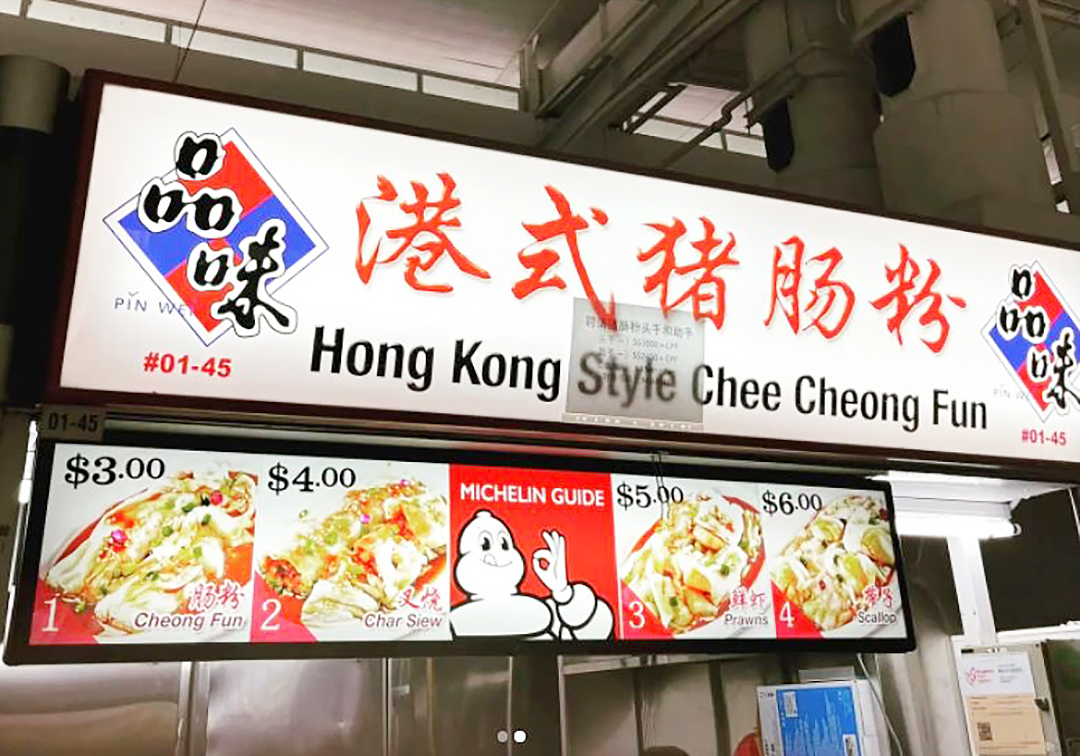 品味
PǏN WEI
#01-45
港式猪肠粉
Hong Kong Style Chee Cheong Fun
品味
#01-45
01-45
$3.00
1
肠粉
Cheong Fun
$4.00
2
叉烧
Char Siew
MICHELIN GUIDE
$5.00
3
鲜虾
Prawns
$6.00
4
带子
Scallop